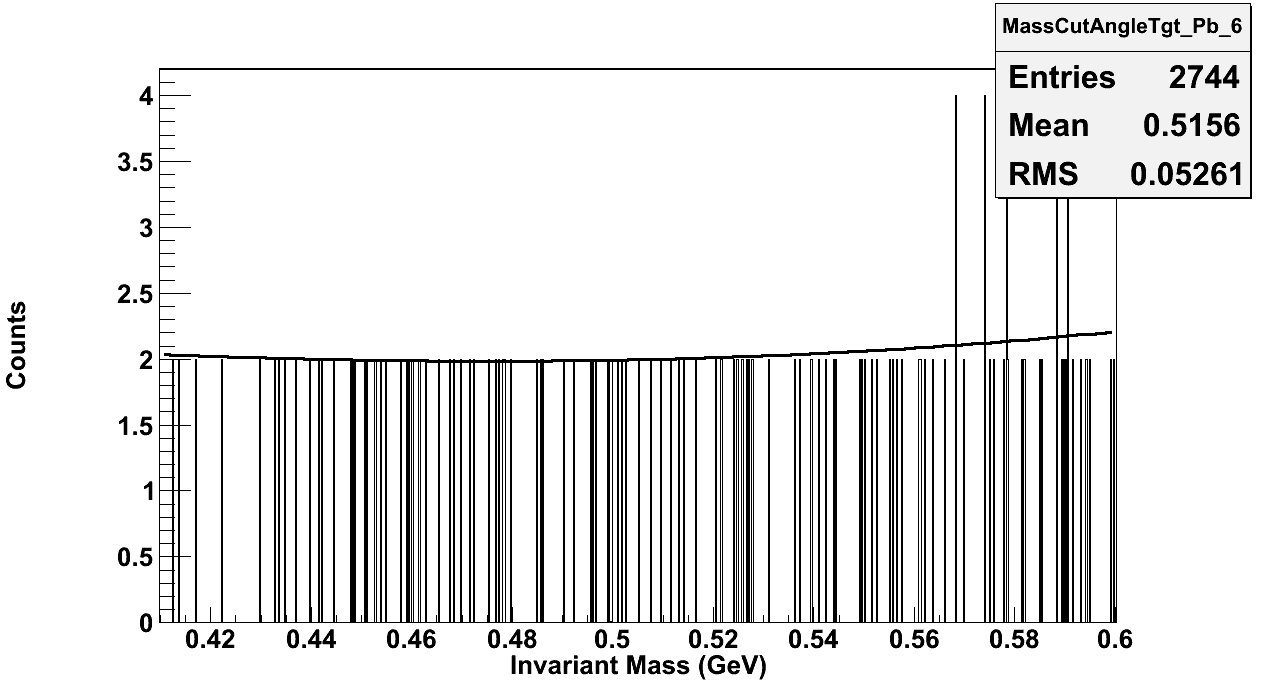 MassCutAngleTgt_Pb_6
Entries 2744
Mean 0.5156
RMS 0.05261
4
3.5
3
2.5
2
1.5
1
0.5
0
Counts
0.42 0.44 0.46 0.48 0.5 0.52 0.54 0.56 0.58 0.6
Invariant Mass (GeV)